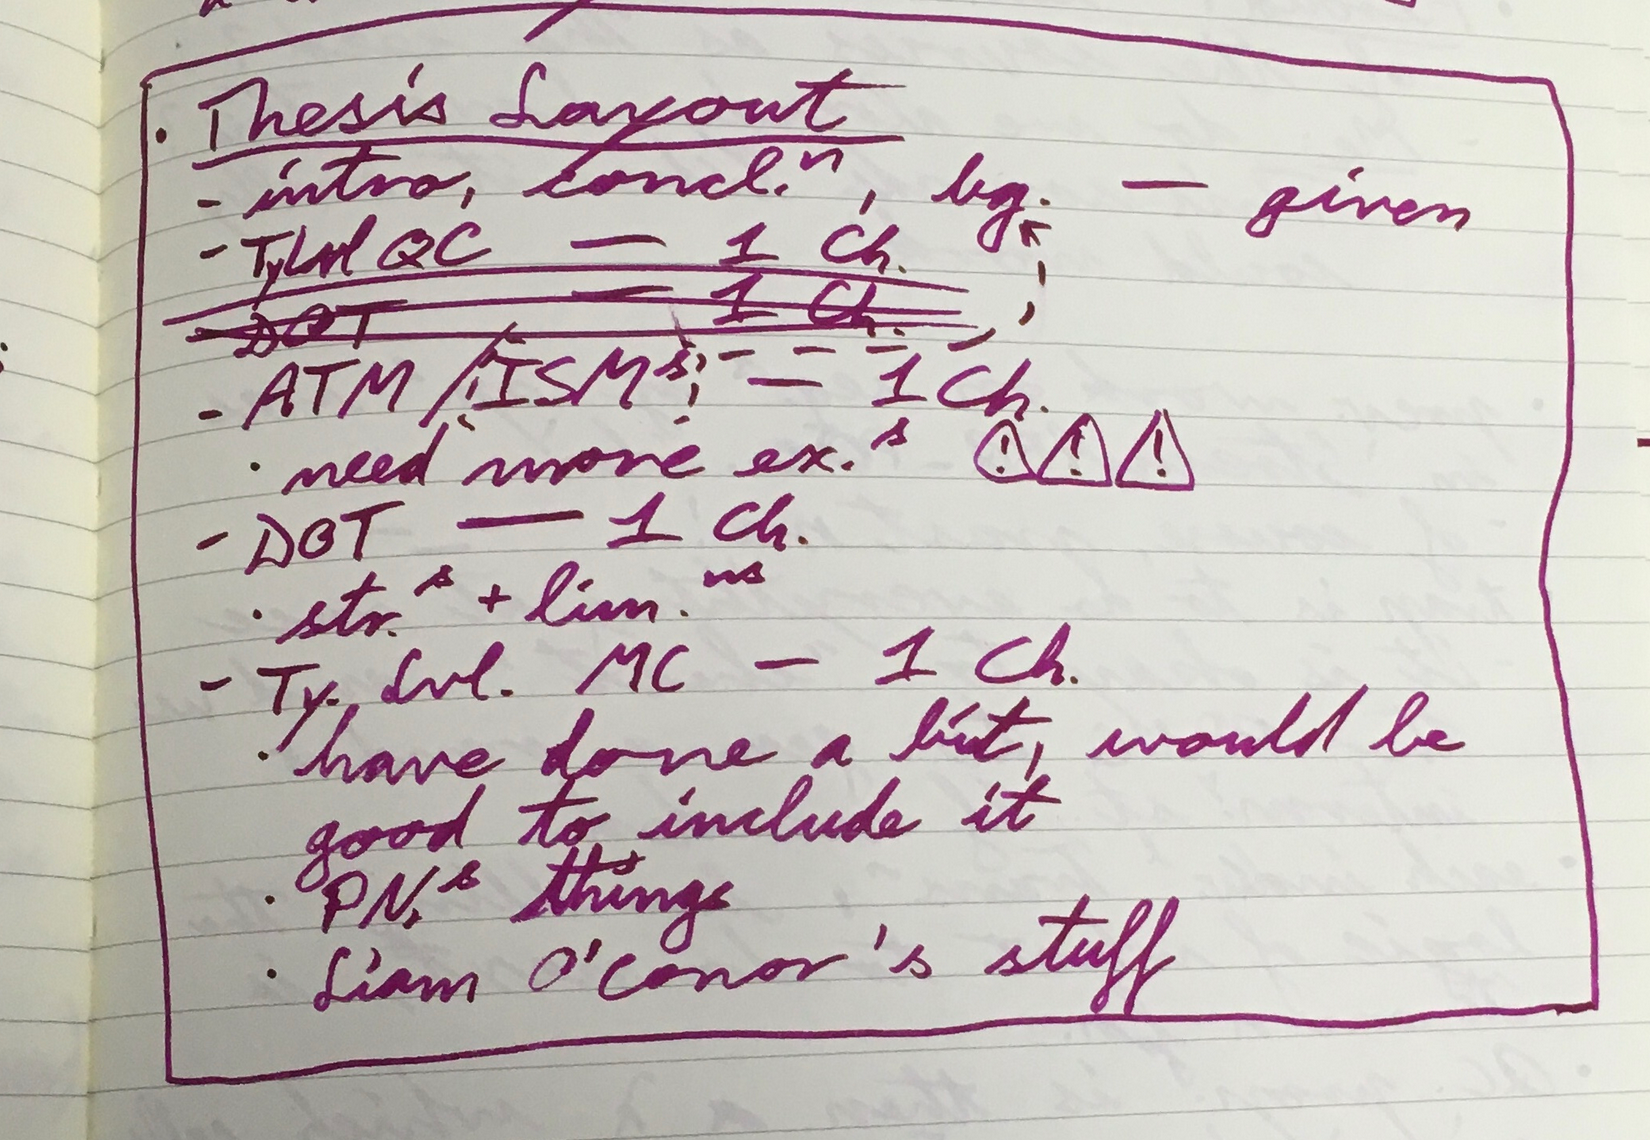 · Thesis Layout
- intro, concl.ⁿ, bg. — given
- TyLvl QC — 1 Ch.
- DOT — 1 Ch.
- ATM / ISMˢ — 1 Ch.
· need more ex.ˢ ⚠⚠⚠
- DOT — 1 Ch.
· str.ˢ + lim.ⁿˢ
- Ty. Lvl. MC — 1 Ch.
· have done a bit, would be
good to include it
· PN.ˢ things
· Liam O'Conor's stuff